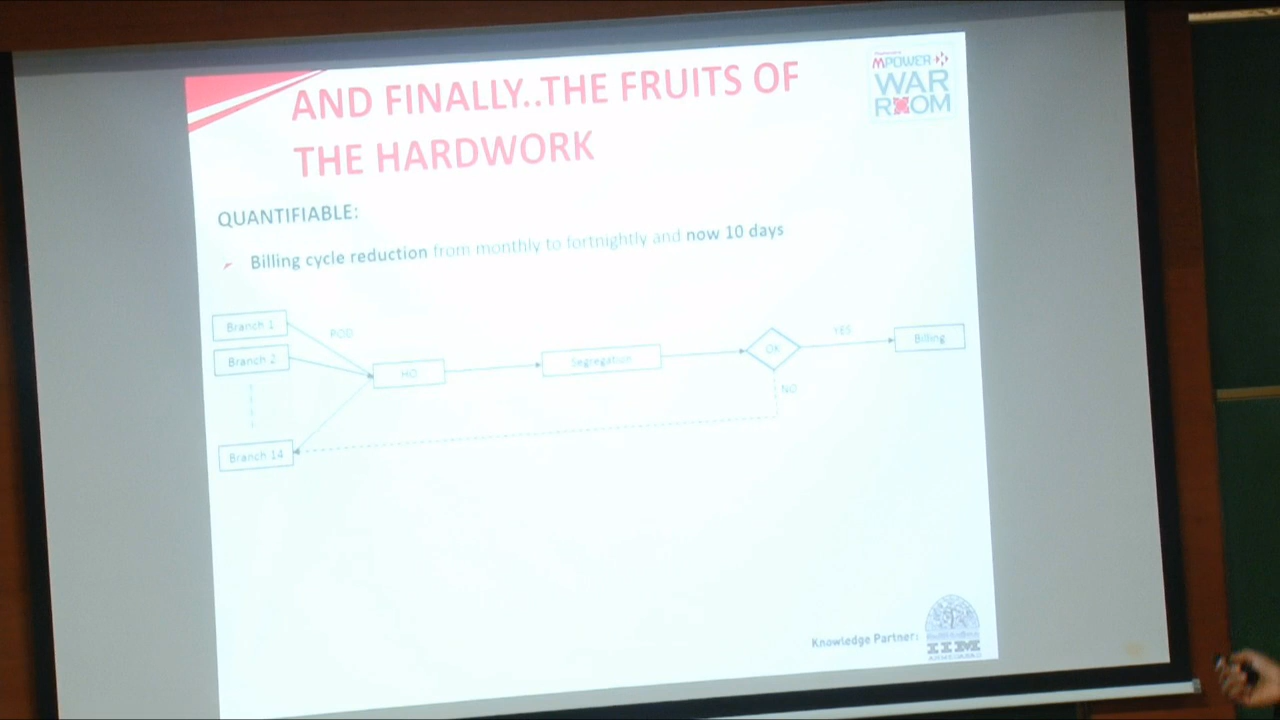 AND FINALLY..THE FRUITS OF
THE HARDWORK
Mahindra
MPOWER
WAR
ROOM
QUANTIFIABLE:
Billing cycle reduction from monthly to fortnightly and now 10 days
Branch 1
POD
Branch 2
HO
Segregation
OK
YES
Billing
NO
Branch 14
Knowledge Partner:
IIM
AHMEDABAD